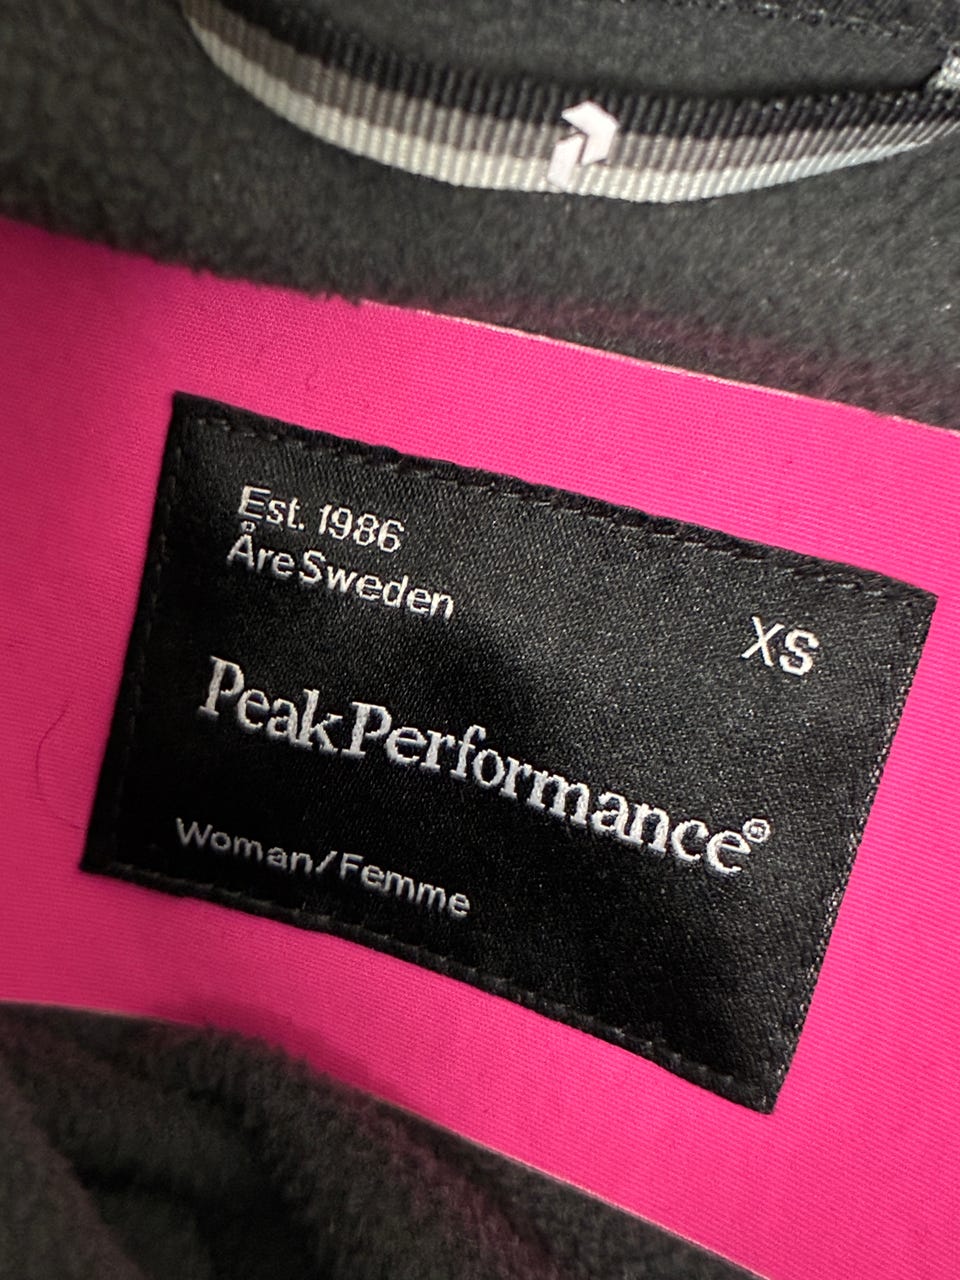 Est. 1986
Åre Sweden
XS
PeakPerformance®
Woman/Femme